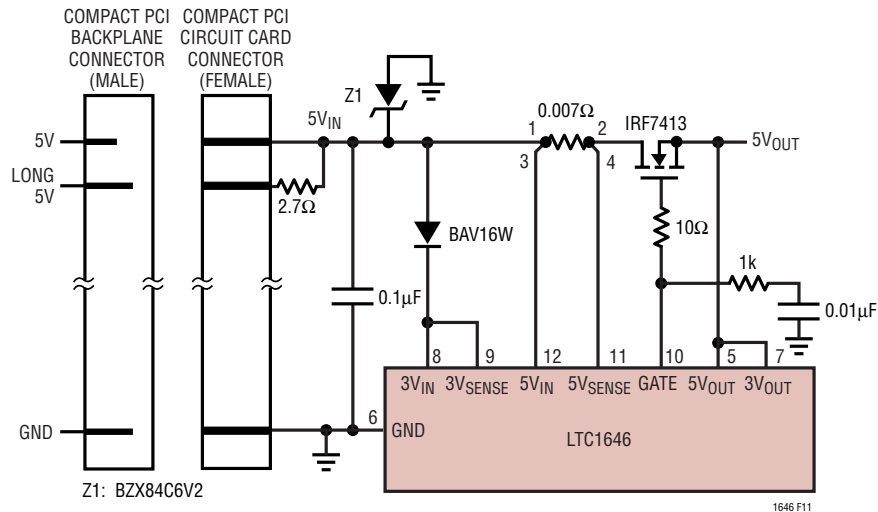 COMPACT PCI
BACKPLANE
CONNECTOR
(MALE)
COMPACT PCI
CIRCUIT CARD
CONNECTOR
(FEMALE)
5V
LONG
5V
GND
Z1: BZX84C6V2
5VIN
2.7Ω
Z1
0.1µF
BAV16W
0.007Ω
1
2
3
4
IRF7413
5VOUT
10Ω
1k
0.01µF
8
9
12
11
10
5
7
3VIN
3VSENSE
5VIN
5VSENSE
GATE
5VOUT
3VOUT
6
GND
LTC1646
1646 F11